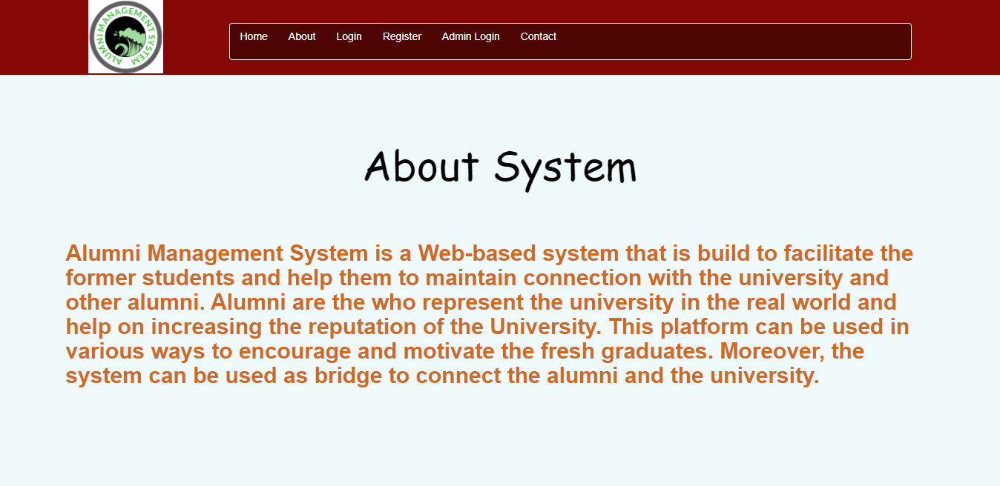 ALUMNI MANAGEMENT SYSTEM
Home About Login Register Admin Login Contact
About System
Alumni Management System is a Web-based system that is build to facilitate the
former students and help them to maintain connection with the university and
other alumni. Alumni are the who represent the university in the real world and
help on increasing the reputation of the University. This platform can be used in
various ways to encourage and motivate the fresh graduates. Moreover, the
system can be used as bridge to connect the alumni and the university.